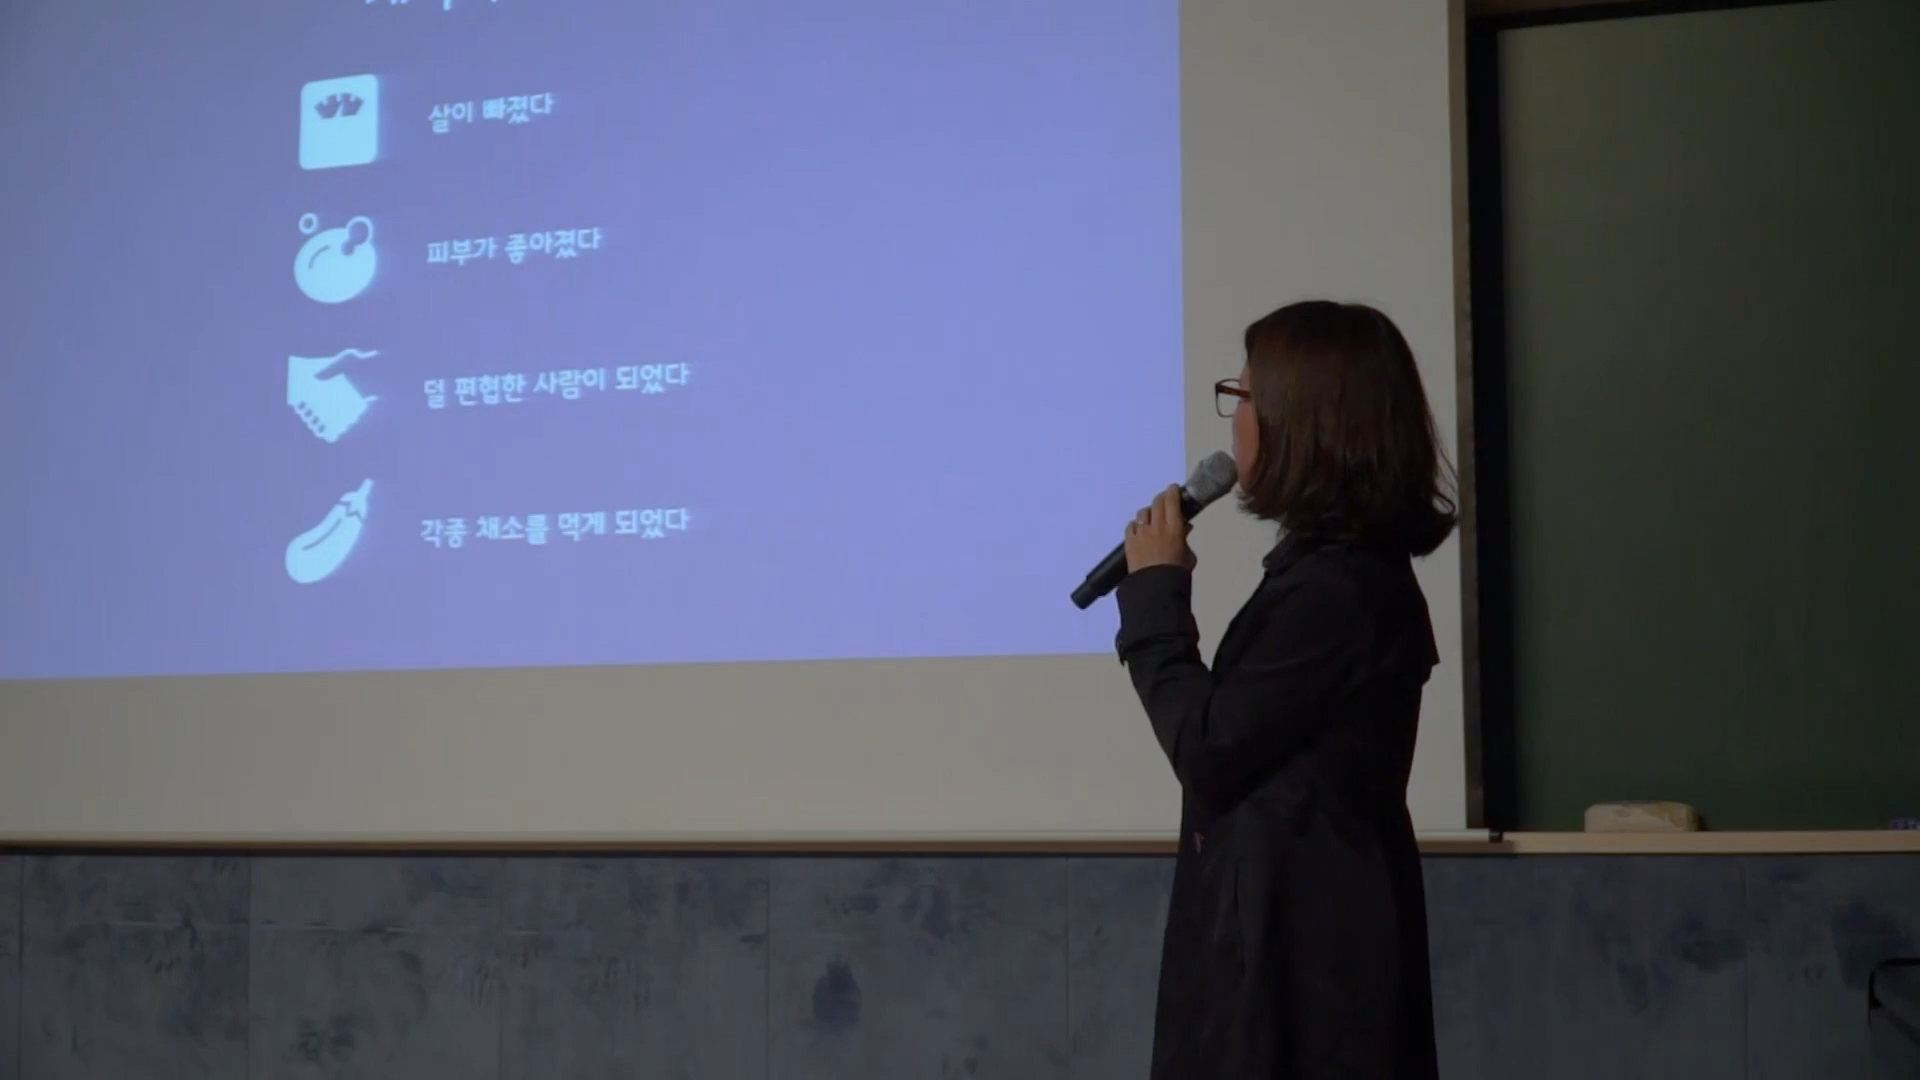 살이 빠졌다
피부가 좋아졌다
덜 편협한 사람이 되었다
각종 채소를 먹게 되었다